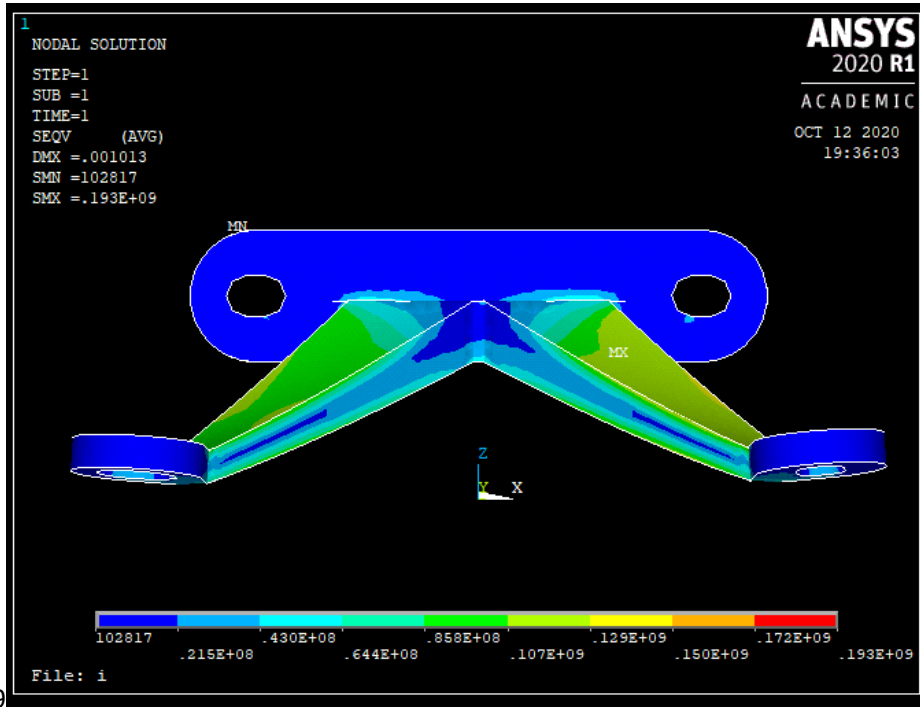 1
NODAL SOLUTION
STEP=1
SUB =1
TIME=1
SEQV (AVG)
DMX =.001013
SMN =102817
SMX =.193E+09
ANSYS
2020 R1
ACADEMIC
OCT 12 2020
19:36:03
MN
MX
Z
Y X
102817 .430E+08 .858E+08 .129E+09 .172E+09
.215E+08 .644E+08 .107E+09 .150E+09 .193E+09
File: i
9